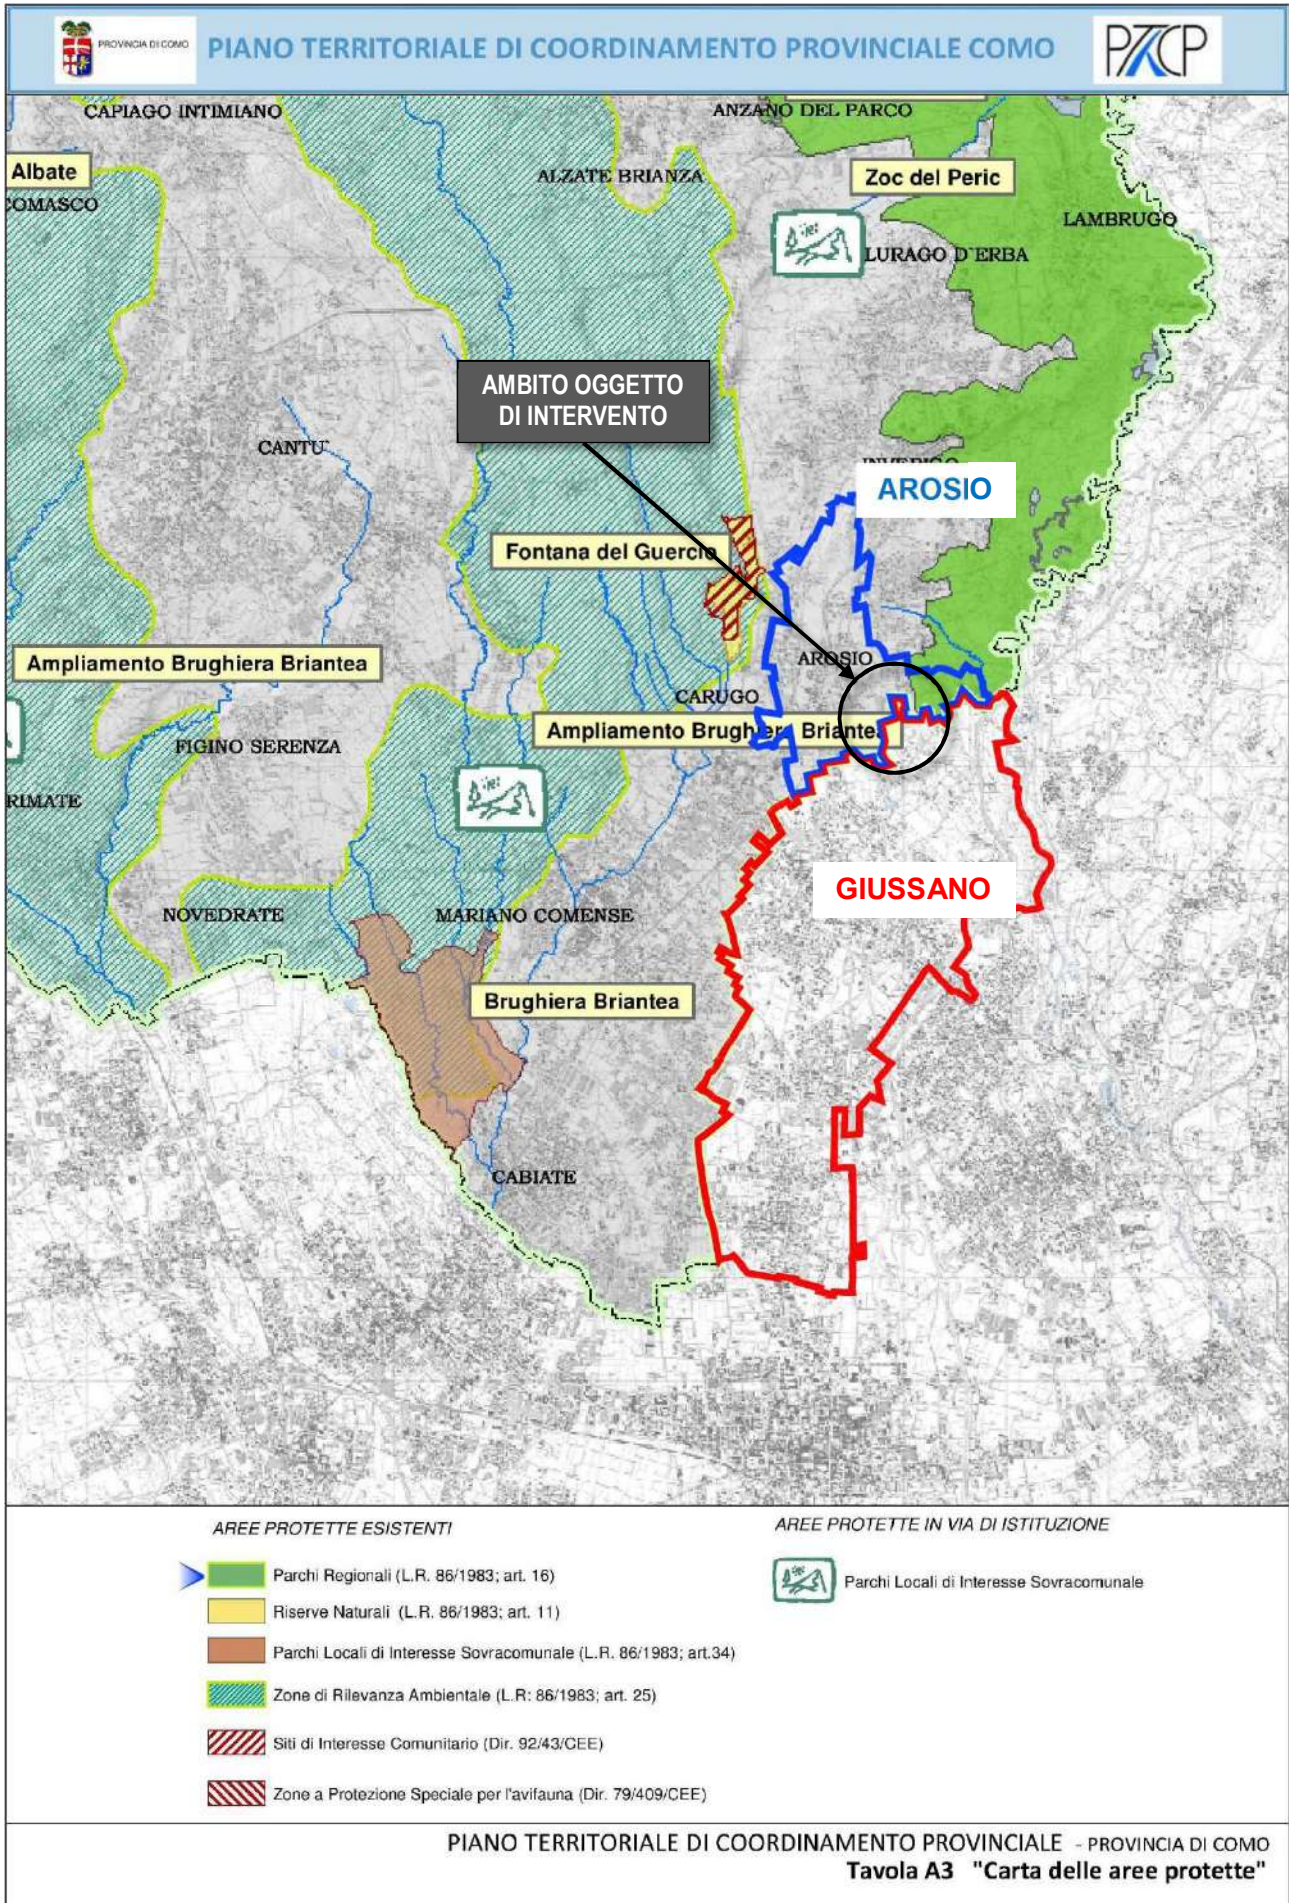 PROVINCIA DI COMO
PIANO TERRITORIALE DI COORDINAMENTO PROVINCIALE COMO
PTCP
CAPIAGO INTIMIANO
ANZANO DEL PARCO
Albate
COMASCO
ALZATE BRIANZA
Zoc del Peric
LAMBRUGO
LURAGO D'ERBA
AMBITO OGGETTO
DI INTERVENTO
CANTU'
INVERIGO
AROSIO
Fontana del Guercio
Ampliamento Brughiera Briantea
AROSIO
CARUGO
Ampliamento Brughiera Briantea
FIGINO SERENZA
RIMATE
GIUSSANO
NOVEDRATE
MARIANO COMENSE
Brughiera Briantea
CABIATE
AREE PROTETTE ESISTENTI
Parchi Regionali (L.R. 86/1983; art. 16)
Riserve Naturali (L.R. 86/1983; art. 11)
Parchi Locali di Interesse Sovracomunale (L.R. 86/1983; art.34)
Zone di Rilevanza Ambientale (L.R: 86/1983; art. 25)
Siti di Interesse Comunitario (Dir. 92/43/CEE)
Zone a Protezione Speciale per l'avifauna (Dir. 79/409/CEE)
AREE PROTETTE IN VIA DI ISTITUZIONE
Parchi Locali di Interesse Sovracomunale
PIANO TERRITORIALE DI COORDINAMENTO PROVINCIALE - PROVINCIA DI COMO
Tavola A3 "Carta delle aree protette"